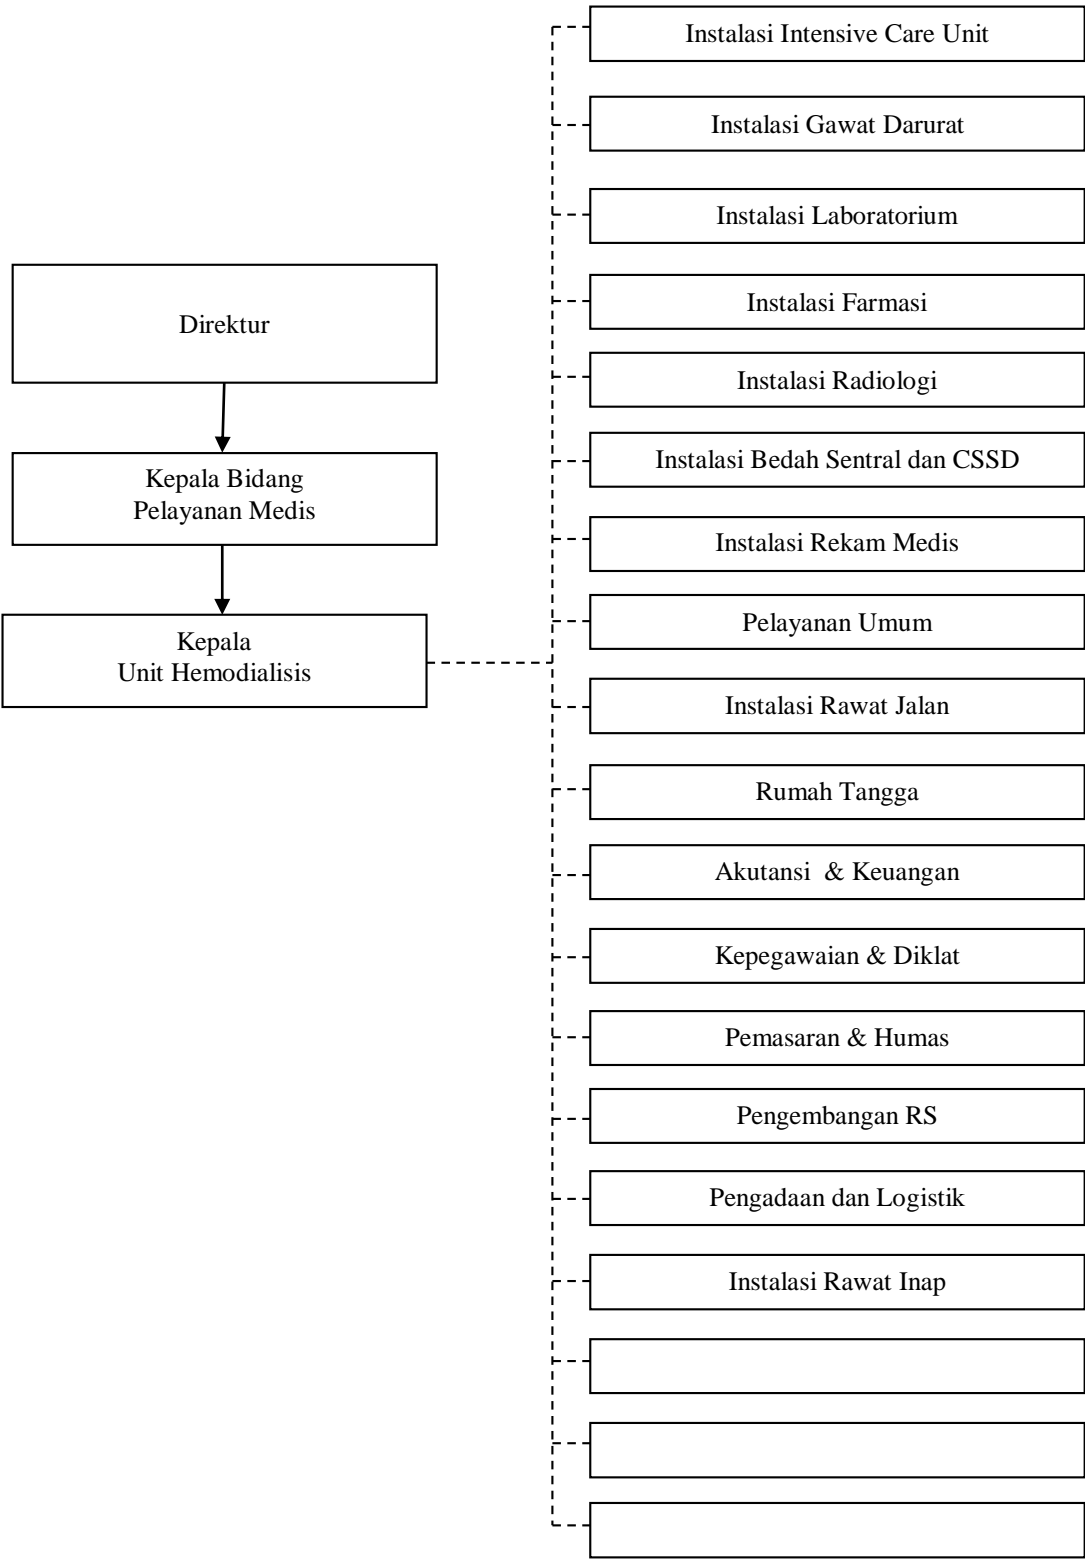 Direktur
Kepala Bidang
Pelayanan Medis
Kepala
Unit Hemodialisis
Instalasi Intensive Care Unit
Instalasi Gawat Darurat
Instalasi Laboratorium
Instalasi Farmasi
Instalasi Radiologi
Instalasi Bedah Sentral dan CSSD
Instalasi Rekam Medis
Pelayanan Umum
Instalasi Rawat Jalan
Rumah Tangga
Akutansi & Keuangan
Kepegawaian & Diklat
Pemasaran & Humas
Pengembangan RS
Pengadaan dan Logistik
Instalasi Rawat Inap